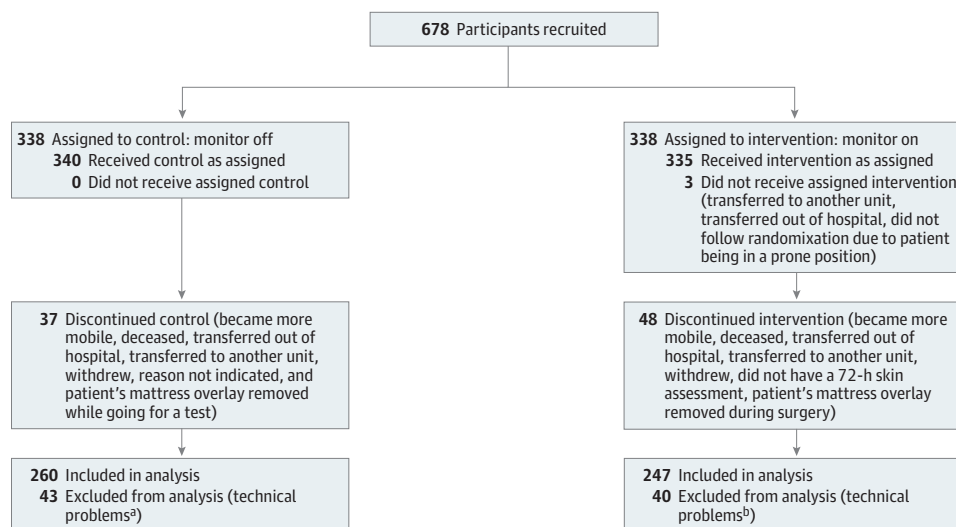 678 Participants recruited
338 Assigned to control: monitor off
340 Received control as assigned
0 Did not receive assigned control
338 Assigned to intervention: monitor on
335 Received intervention as assigned
3 Did not receive assigned intervention
(transferred to another unit,
transferred out of hospital, did not
follow randomixation due to patient
being in a prone position)
37 Discontinued control (became more
mobile, deceased, transferred out of
hospital, transferred to another unit,
withdrew, reason not indicated, and
patient's mattress overlay removed
while going for a test)
48 Discontinued intervention (became more
mobile, deceased, transferred out of
hospital, transferred to another unit,
withdrew, did not have a 72-h skin
assessment, patient's mattress overlay
removed during surgery)
260 Included in analysis
43 Excluded from analysis (technical
problemsa)
247 Included in analysis
40 Excluded from analysis (technical
problemsb)